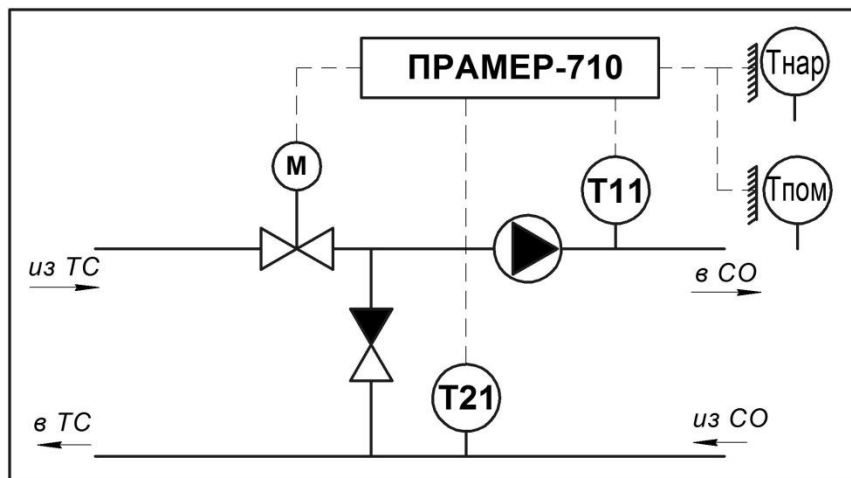 ПРАМЕР-710
Тнар
М
Т11
Тпом
из ТС
в СО
Т21
в ТС
из СО